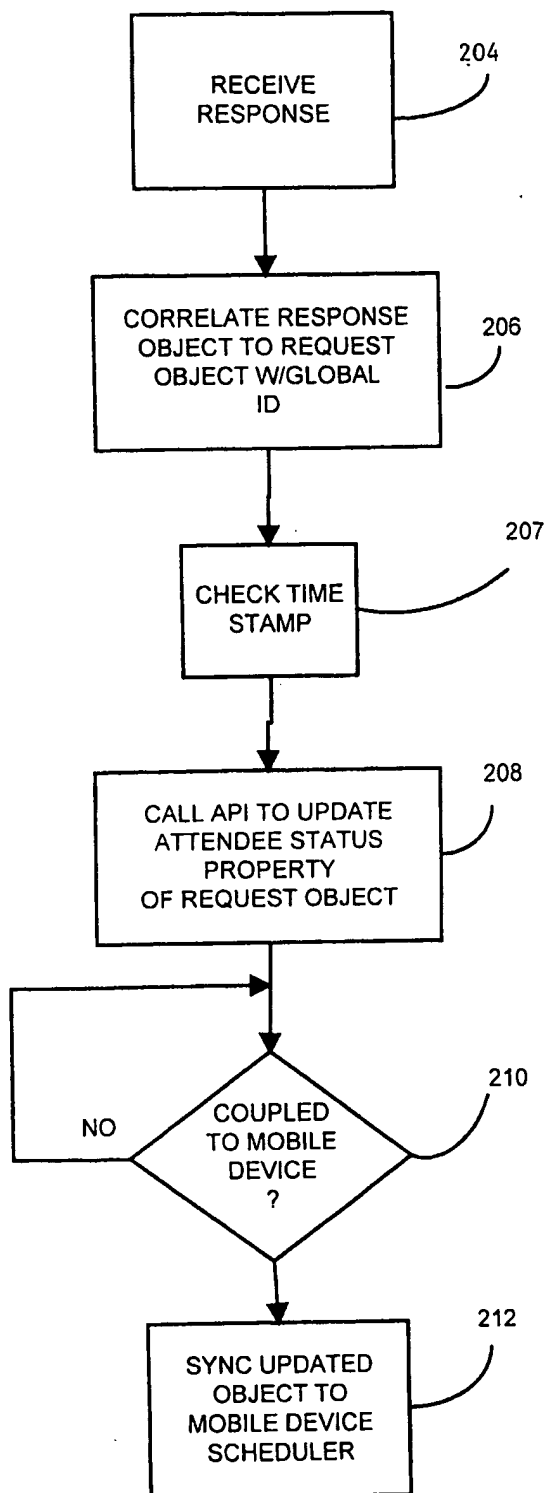 204
RECEIVE
RESPONSE
CORRELATE RESPONSE
OBJECT TO REQUEST
OBJECT W/GLOBAL
ID
206
207
CHECK TIME
STAMP
208
CALL API TO UPDATE
ATTENDEE STATUS
PROPERTY
OF REQUEST OBJECT
210
NO
COUPLED
TO MOBILE
DEVICE
?
212
SYNC UPDATED
OBJECT TO
MOBILE DEVICE
SCHEDULER